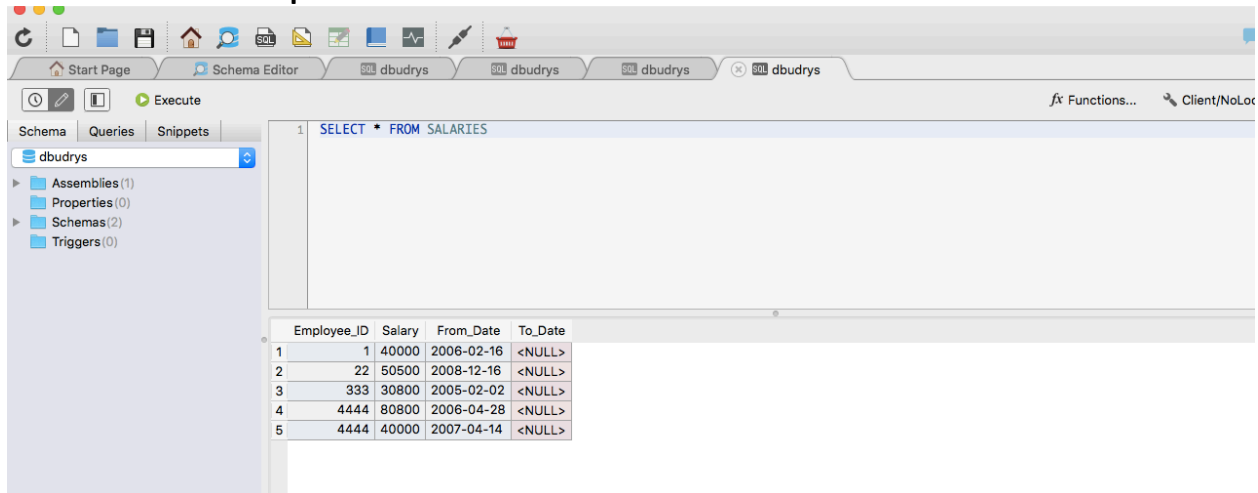 Start Page Schema Editor dbudrys dbudrys dbudrys dbudrys
Execute fx Functions... Client/NoLoc
Schema Queries Snippets
1 SELECT * FROM SALARIES
dbudrys
Assemblies (1)
Properties (0)
Schemas (2)
Triggers (0)
Employee_ID Salary From_Date To_Date
1 1 40000 2006-02-16 <NULL>
2 22 50500 2008-12-16 <NULL>
3 333 30800 2005-02-02 <NULL>
4 4444 80800 2006-04-28 <NULL>
5 4444 40000 2007-04-14 <NULL>